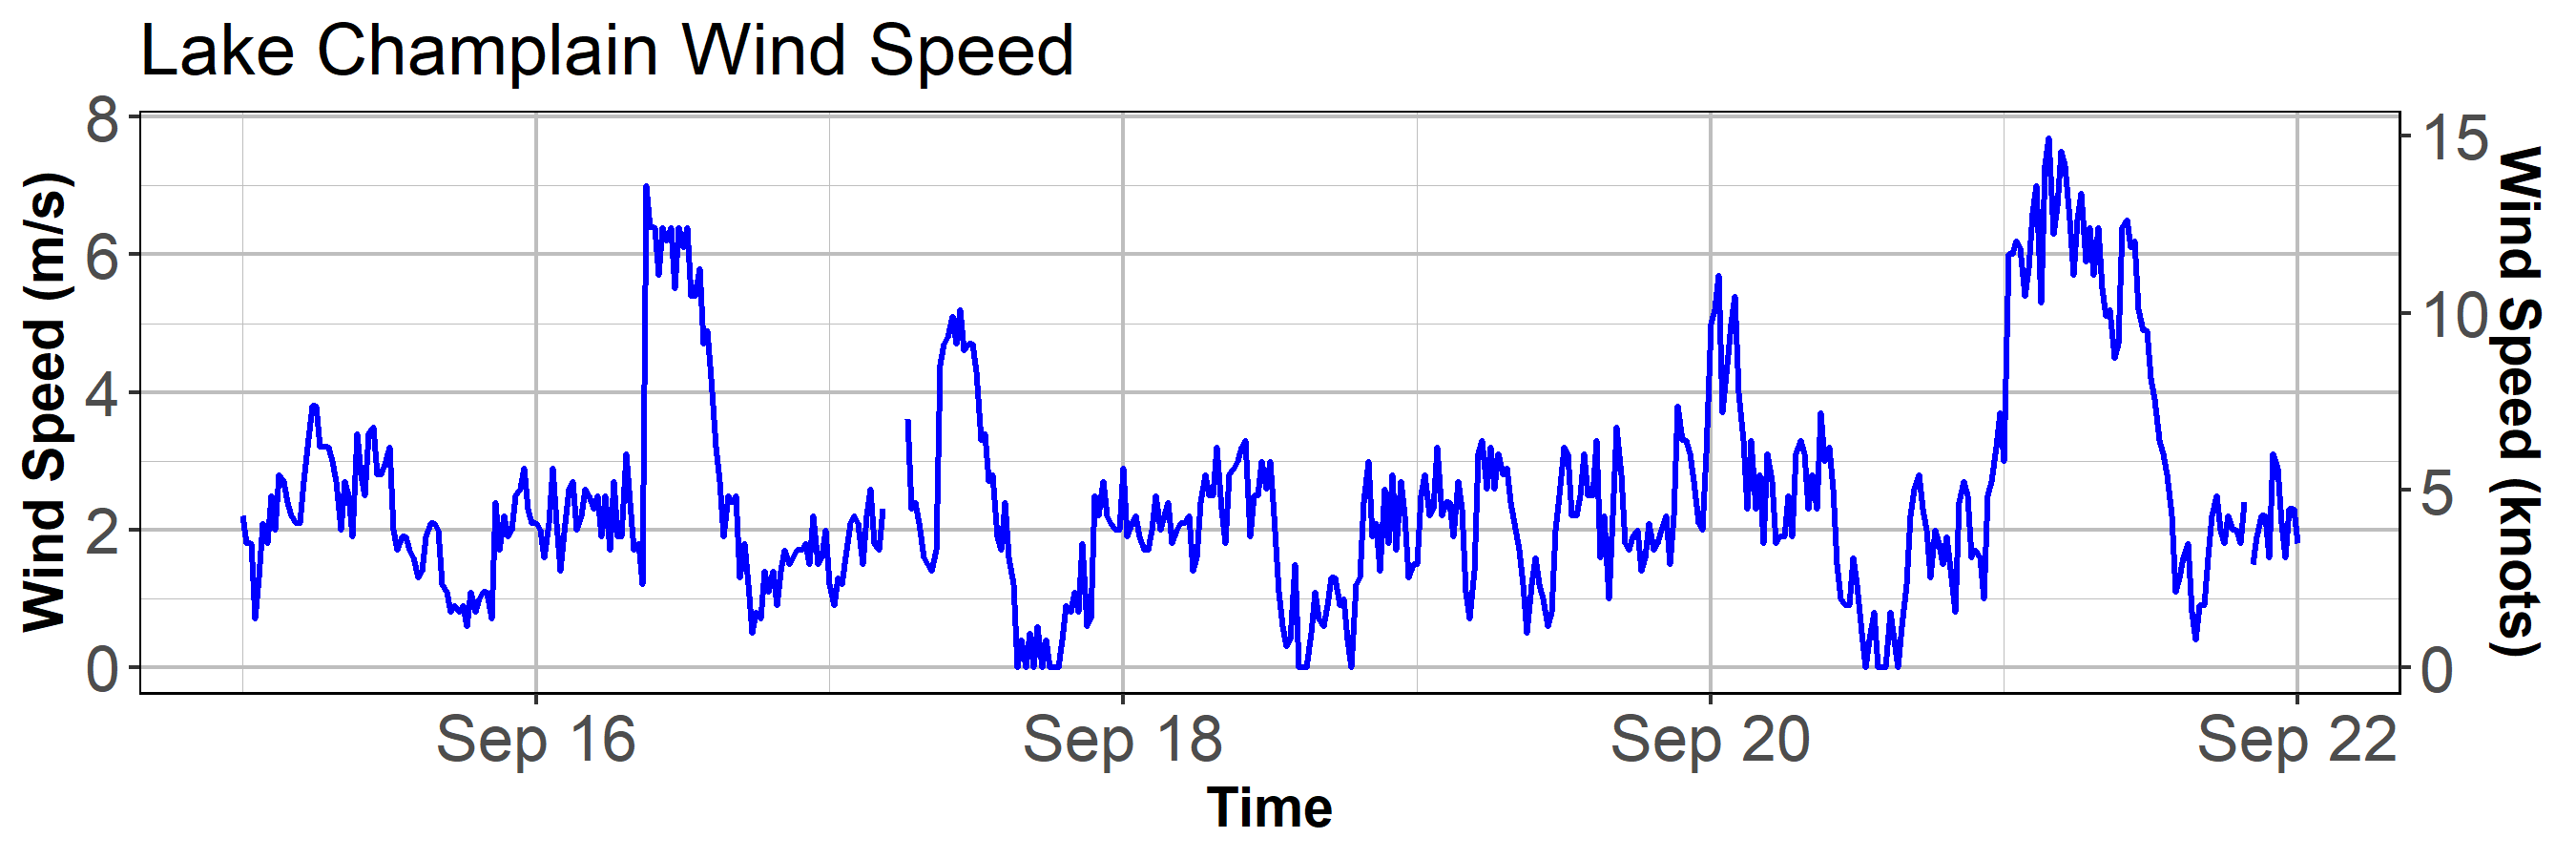 Lake Champlain Wind Speed
8
6
4
2
0
Wind Speed (m/s)
15
10
5
0
Wind Speed (knots)
Sep 16
Sep 18
Sep 20
Sep 22
Time